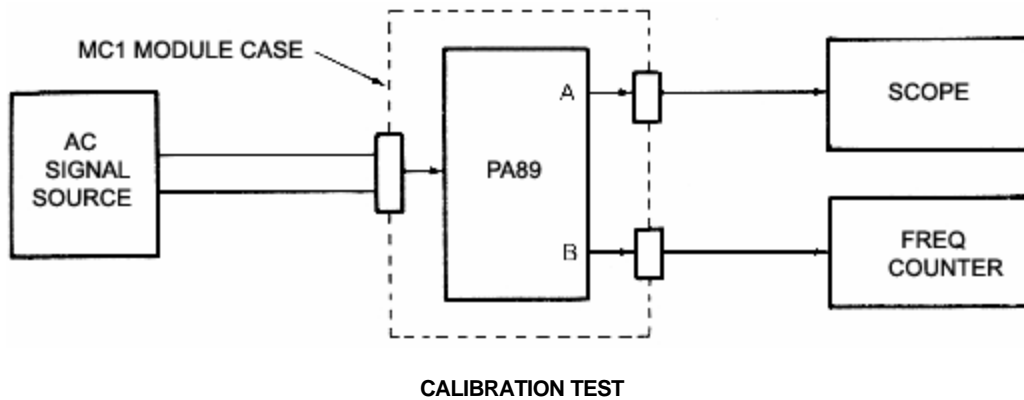 MC1 MODULE CASE
AC
SIGNAL
SOURCE
PA89
A
B
SCOPE
FREQ
COUNTER
CALIBRATION TEST